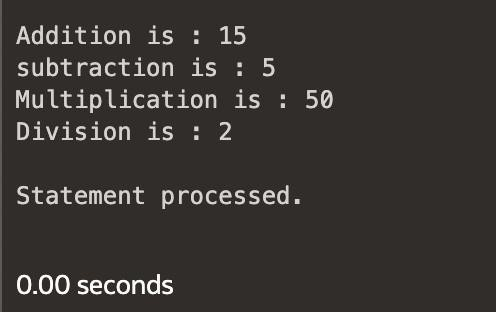 Addition is : 15
subtraction is : 5
Multiplication is : 50
Division is : 2
Statement processed.
0.00 seconds